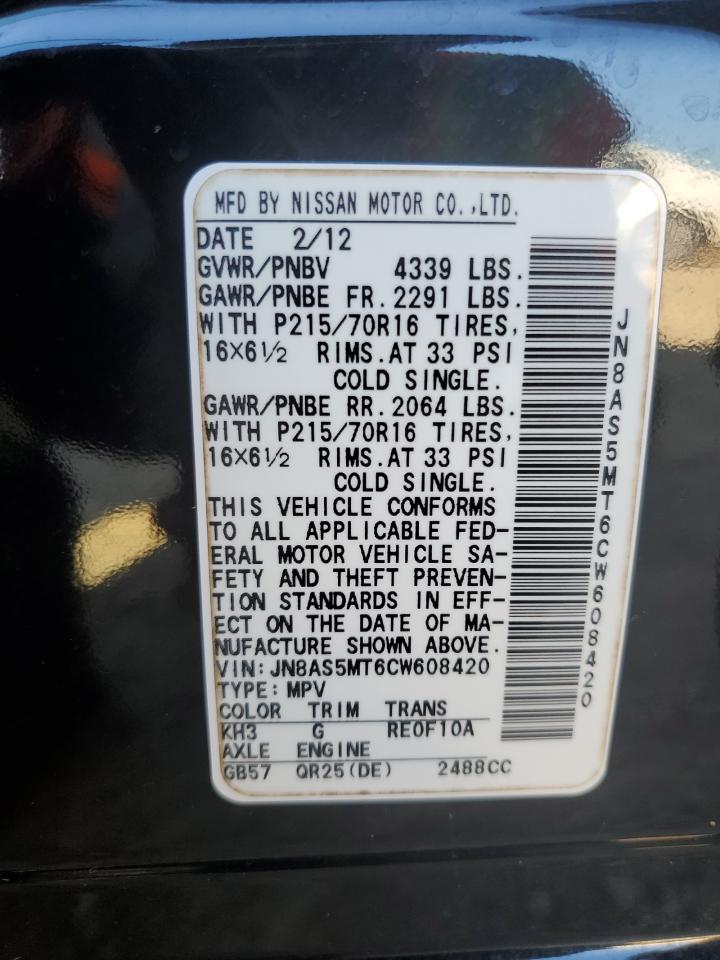 MFD BY NISSAN MOTOR CO.,LTD.
DATE 2/12
GVWR/PNBV 4339 LBS.
GAWR/PNBE FR.2291 LBS.
WITH P215/70R16 TIRES,
16×6½ RIMS.AT 33 PSI
COLD SINGLE.
GAWR/PNBE RR.2064 LBS.
WITH P215/70R16 TIRES,
16×6½ RIMS.AT 33 PSI
COLD SINGLE.
THIS VEHICLE CONFORMS
TO ALL APPLICABLE FED-
ERAL MOTOR VEHICLE SA-
FETY AND THEFT PREVEN-
TION STANDARDS IN EFF-
ECT ON THE DATE OF MA-
NUFACTURE SHOWN ABOVE.
VIN:JN8AS5MT6CW608420
TYPE:MPV
COLOR TRIM TRANS
KH3 G RE0F10A
AXLE ENGINE
GB57 QR25(DE) 2488CC
JN8AS5MT6CW608420